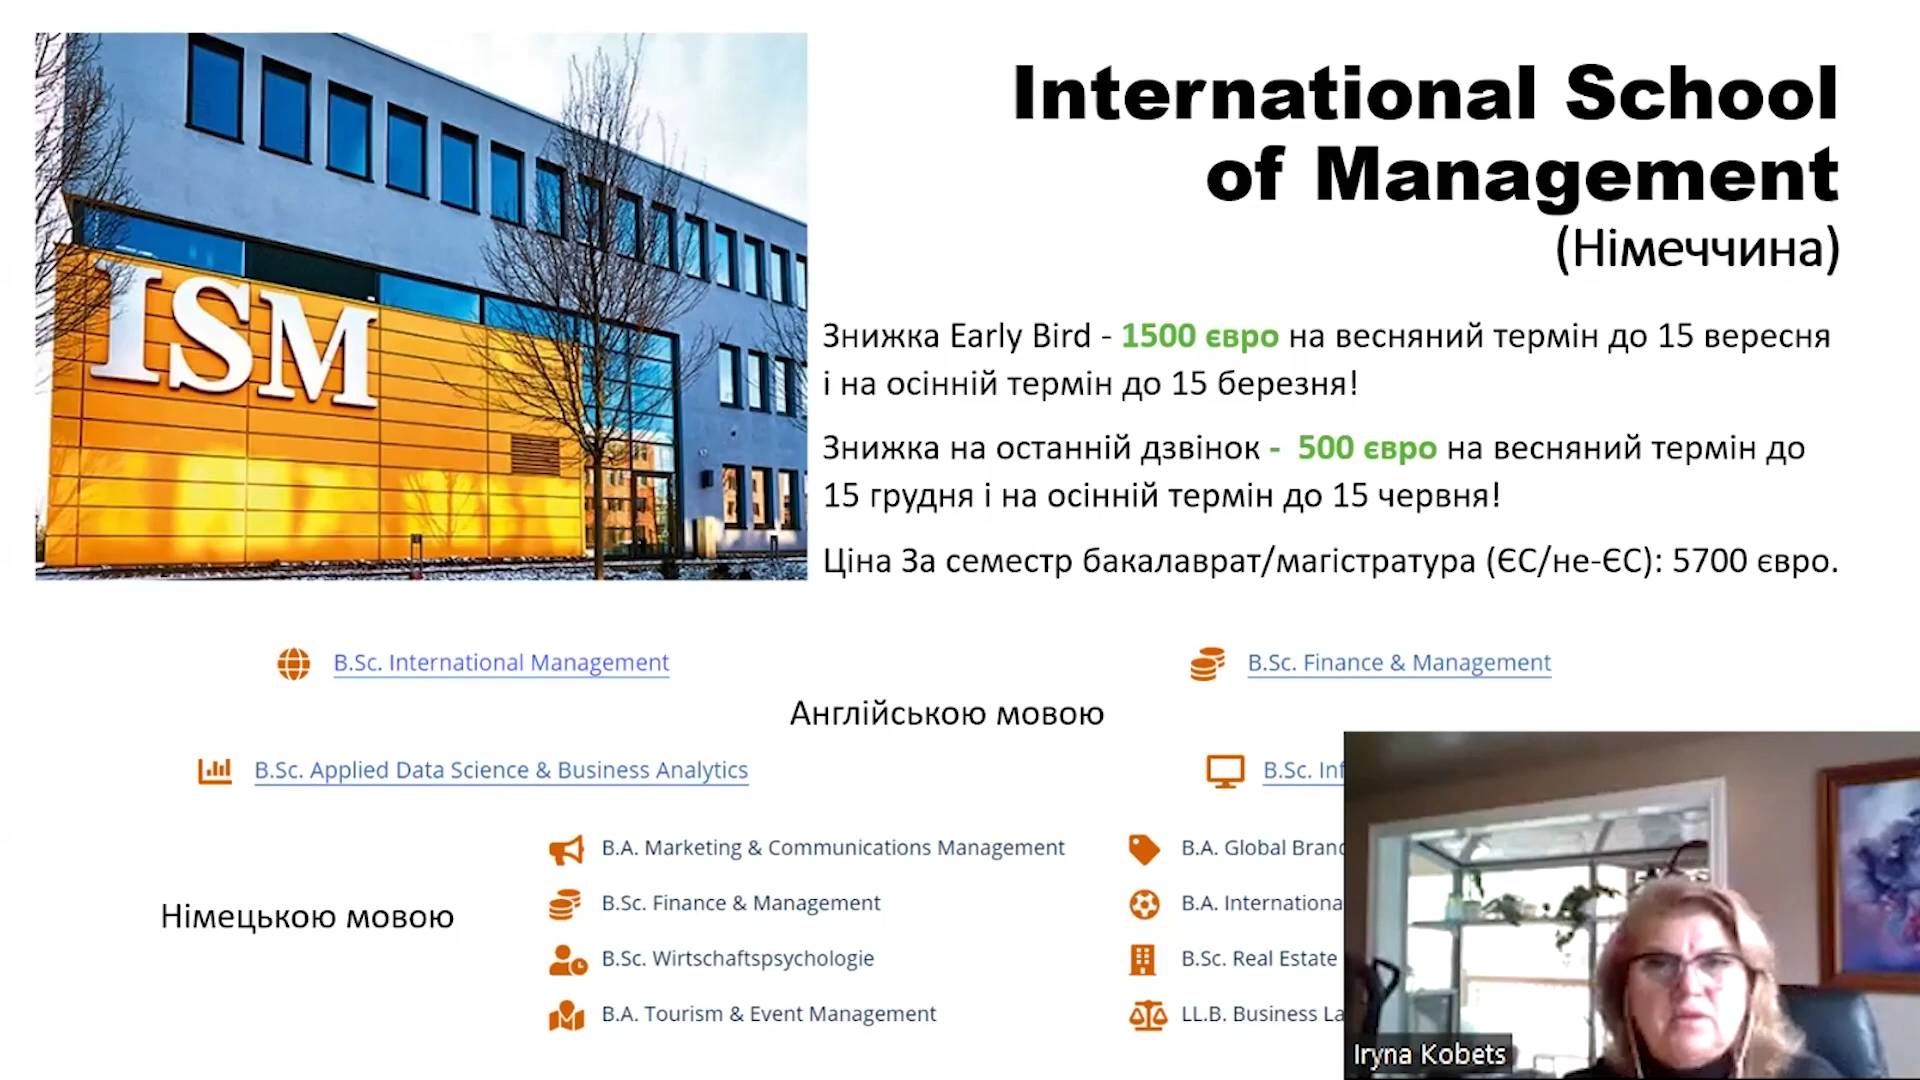 ISM
International School
of Management
(Німеччина)
Знижка Early Bird - 1500 євро на весняний термін до 15 вересня
і на осінній термін до 15 березня!
Знижка на останній дзвінок - 500 євро на весняний термін до
15 грудня і на осінній термін до 15 червня!
Ціна За семестр бакалаврат/магістратура (ЄС/не-ЄС): 5700 євро.
B.Sc. International Management
B.Sc. Finance & Management
Англійською мовою
B.Sc. Applied Data Science & Business Analytics
B.Sc.
Німецькою мовою
B.A. Marketing & Communications Management
B.A. Global
B.Sc. Finance & Management
B.A.
B.Sc. Wirtschaftspsychologie
B.Sc. Real Estate
B.A. Tourism & Event Management
LL.B. Business
Iryna Kobets